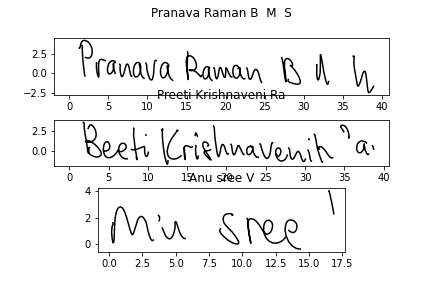 Pranava Raman B M S
2.5
0.0
−2.5
Pranava Raman B M
0 5 10 15 20 25 30 35 40
Preeti Krishnaveni Ra
2.5
0.0
Beeti Krishnaveni
0 5 10 15 20 25 30 35 40
Anu sree V
4
2
0
sree
0.0 2.5 5.0 7.5 10.0 12.5 15.0 17.5